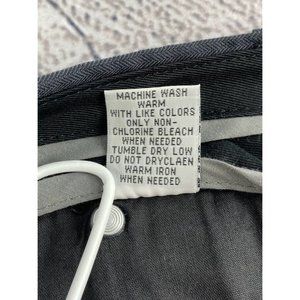 MACHINE WASH
WARM
WITH LIKE COLORS
ONLY NON-
CHLORINE BLEACH
WHEN NEEDED
TUMBLE DRY LOW
DO NOT DRYCLAEN
WARM IRON
WHEN NEEDED